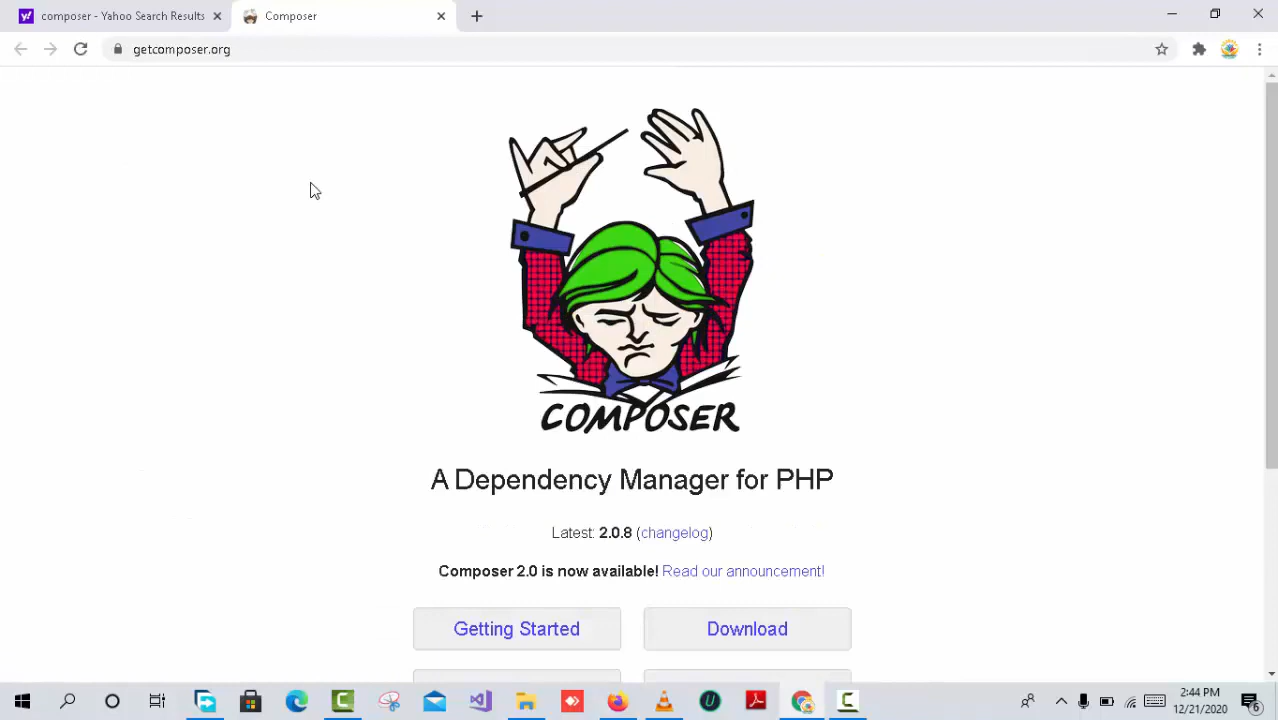 composer - Yahoo Search Results
Composer
getcomposer.org
COMPOSER
A Dependency Manager for PHP
Latest: 2.0.8 (changelog)
Composer 2.0 is now available! Read our announcement!
Getting Started
Download
2:44 PM
12/21/2020
6